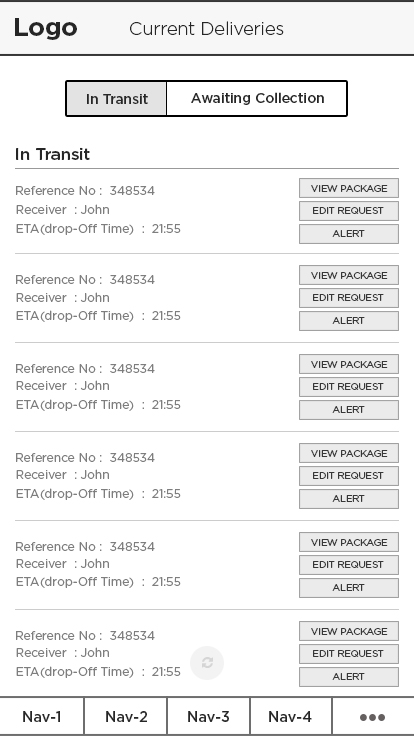 Logo Current Deliveries
In Transit Awaiting Collection
In Transit
Reference No : 348534 VIEW PACKAGE
Receiver : John EDIT REQUEST
ETA(drop-Off Time) : 21:55 ALERT
Reference No : 348534 VIEW PACKAGE
Receiver : John EDIT REQUEST
ETA(drop-Off Time) : 21:55 ALERT
Reference No : 348534 VIEW PACKAGE
Receiver : John EDIT REQUEST
ETA(drop-Off Time) : 21:55 ALERT
Reference No : 348534 VIEW PACKAGE
Receiver : John EDIT REQUEST
ETA(drop-Off Time) : 21:55 ALERT
Reference No : 348534 VIEW PACKAGE
Receiver : John EDIT REQUEST
ETA(drop-Off Time) : 21:55 ALERT
Reference No : 348534 VIEW PACKAGE
Receiver : John EDIT REQUEST
ETA(drop-Off Time) : 21:55 ALERT
Nav-1 Nav-2 Nav-3 Nav-4